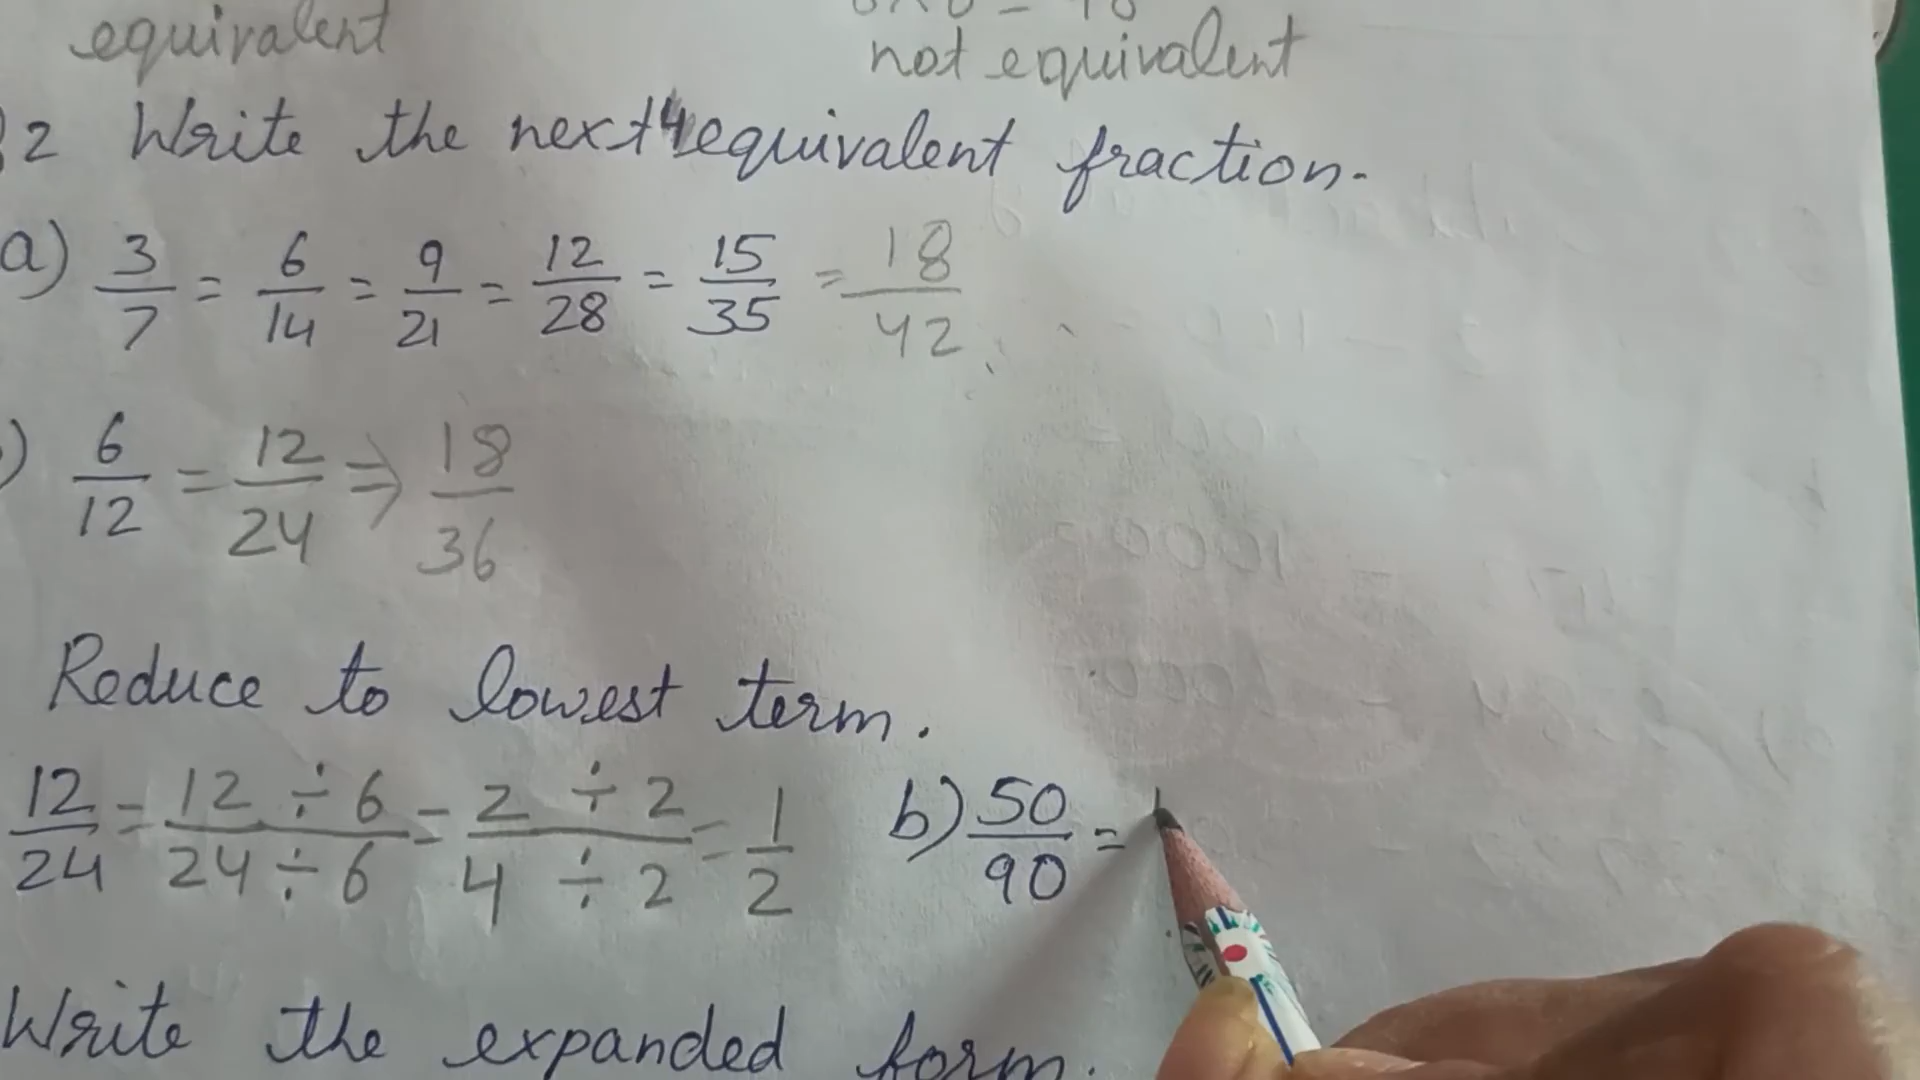 equivalent
not equivalent
2 Write the next 4 equivalent fraction.
a) 3/7 = 6/14 = 9/21 = 12/28 = 15/35 = 18/42
) 6/12 = 12/24 => 18/36
Reduce to lowest term.
12/24 = 12 ÷ 6/24 ÷ 6 = 2 ÷ 2/4 ÷ 2 = 1/2 b) 50/90 =
Write the expanded form.